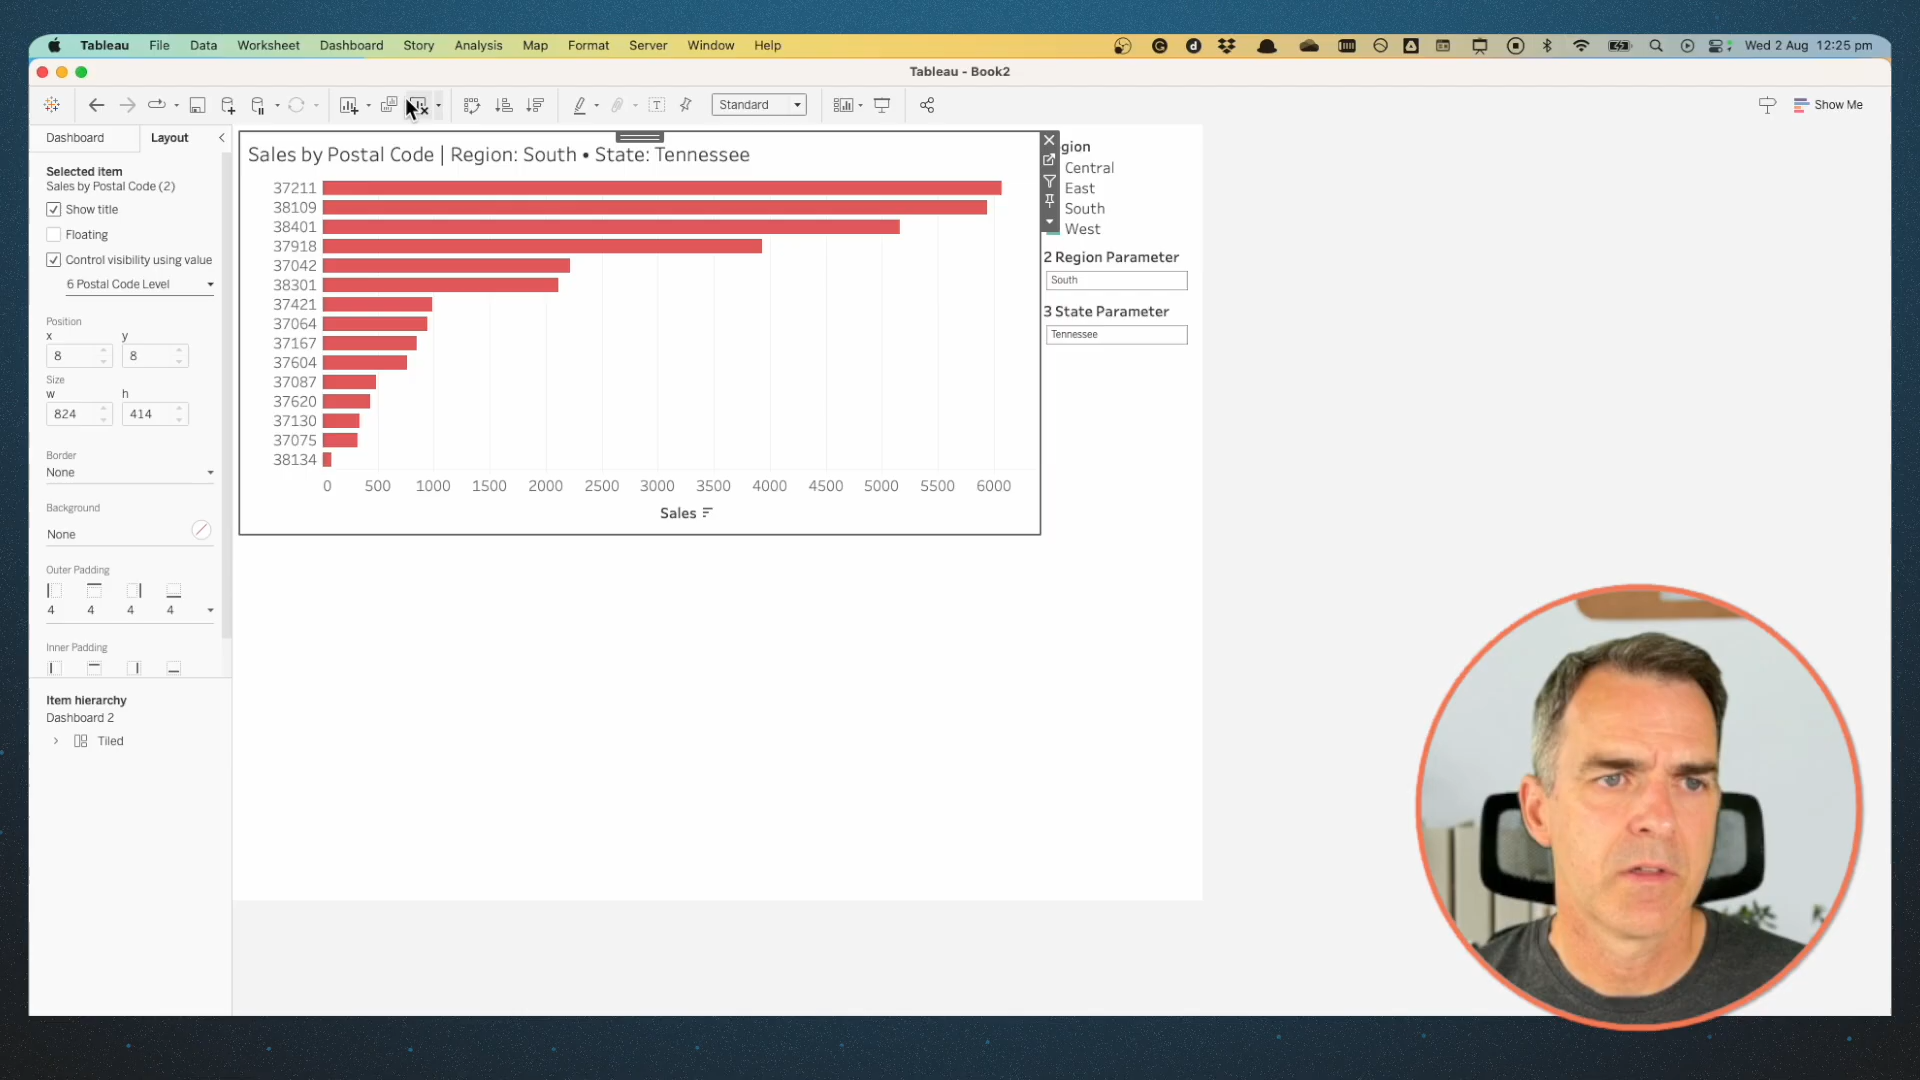 Tableau File Data Worksheet Dashboard Story Analysis Map Format Server Window Help Wed 2 Aug 12:25 pm
Tableau - Book2
Standard Show Me
Dashboard Layout
Selected item
Sales by Postal Code (2)
Show title
Floating
Control visibility using value
6 Postal Code Level
Position
x y
8 8
Size
w h
824 414
Border
None
Background
None
Outer Padding
4 4 4 4
Inner Padding
Item hierarchy
Dashboard 2
Tiled
Sales by Postal Code | Region: South • State: Tennessee
37211
38109
38401
37918
37042
38301
37421
37064
37167
37604
37087
37620
37130
37075
38134
0 500 1000 1500 2000 2500 3000 3500 4000 4500 5000 5500 6000
Sales
gion
Central
East
South
West
2 Region Parameter
South
3 State Parameter
Tennessee